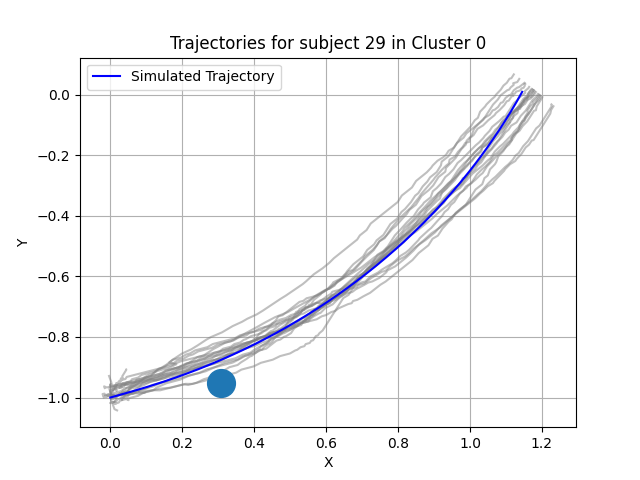 Trajectories for subject 29 in Cluster 0
Simulated Trajectory
0.0
−0.2
−0.4
−0.6
−0.8
−1.0
Y
0.0 0.2 0.4 0.6 0.8 1.0 1.2
X